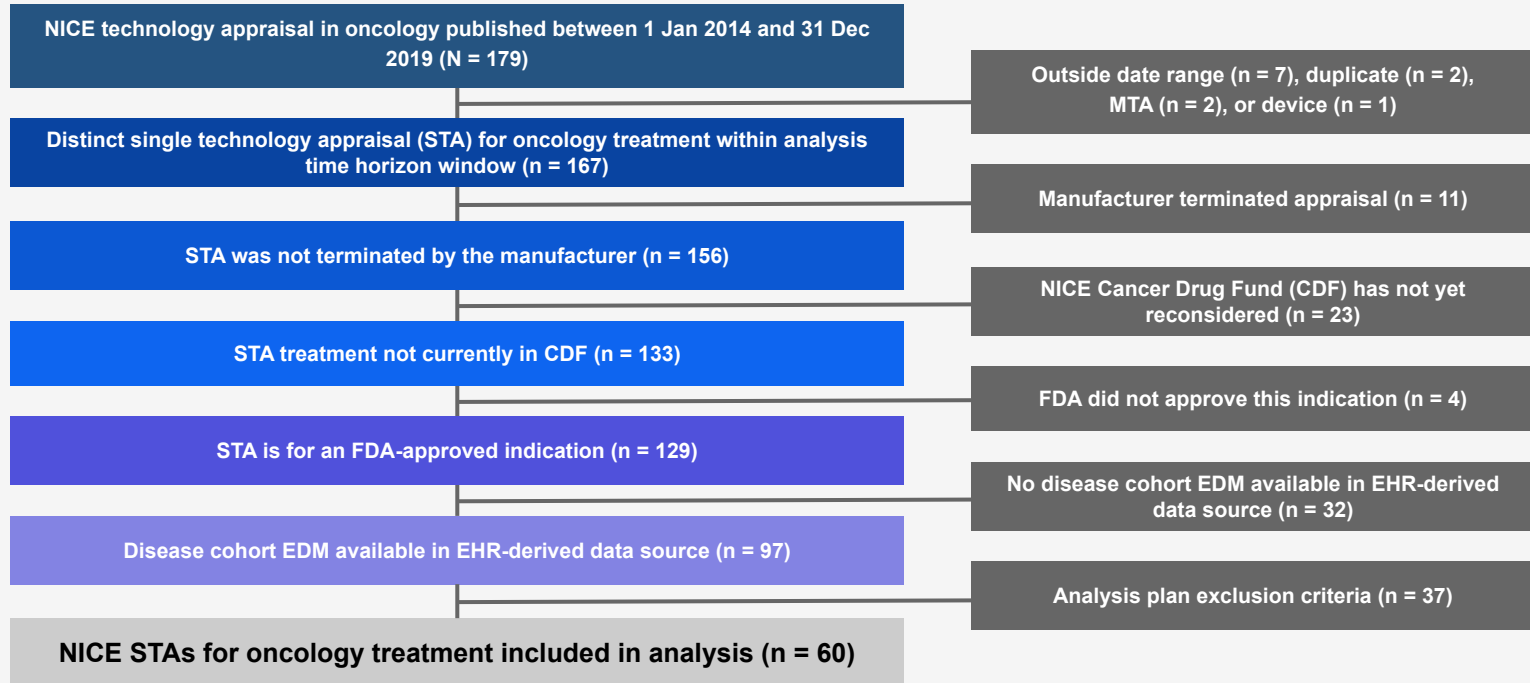 NICE technology appraisal in oncology published between 1 Jan 2014 and 31 Dec
2019 (N = 179)
Outside date range (n = 7), duplicate (n = 2),
MTA (n = 2), or device (n = 1)
Distinct single technology appraisal (STA) for oncology treatment within analysis
time horizon window (n = 167)
Manufacturer terminated appraisal (n = 11)
STA was not terminated by the manufacturer (n = 156)
NICE Cancer Drug Fund (CDF) has not yet
reconsidered (n = 23)
STA treatment not currently in CDF (n = 133)
FDA did not approve this indication (n = 4)
STA is for an FDA-approved indication (n = 129)
No disease cohort EDM available in EHR-derived
data source (n = 32)
Disease cohort EDM available in EHR-derived data source (n = 97)
Analysis plan exclusion criteria (n = 37)
NICE STAs for oncology treatment included in analysis (n = 60)